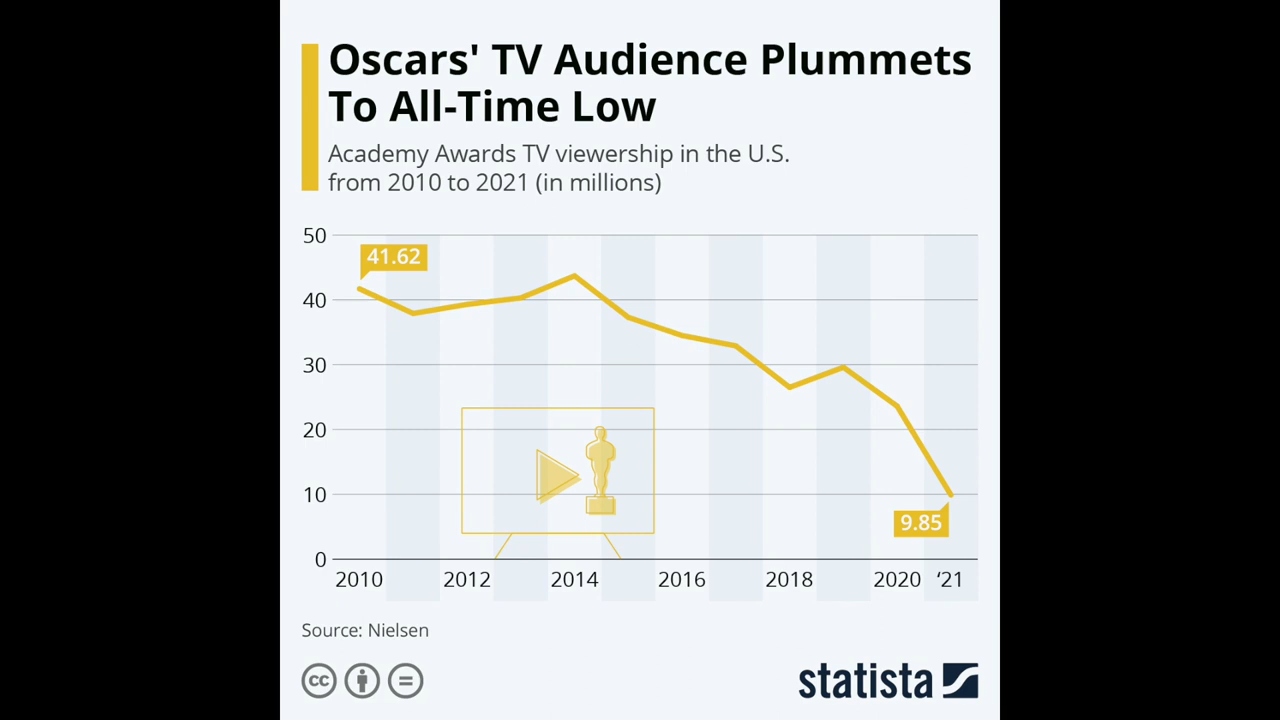 Oscars' TV Audience Plummets
To All-Time Low
Academy Awards TV viewership in the U.S.
from 2010 to 2021 (in millions)
50
41.62
40
30
20
10
9.85
0
2010 2012 2014 2016 2018 2020 ‘21
Source: Nielsen
cc
statista